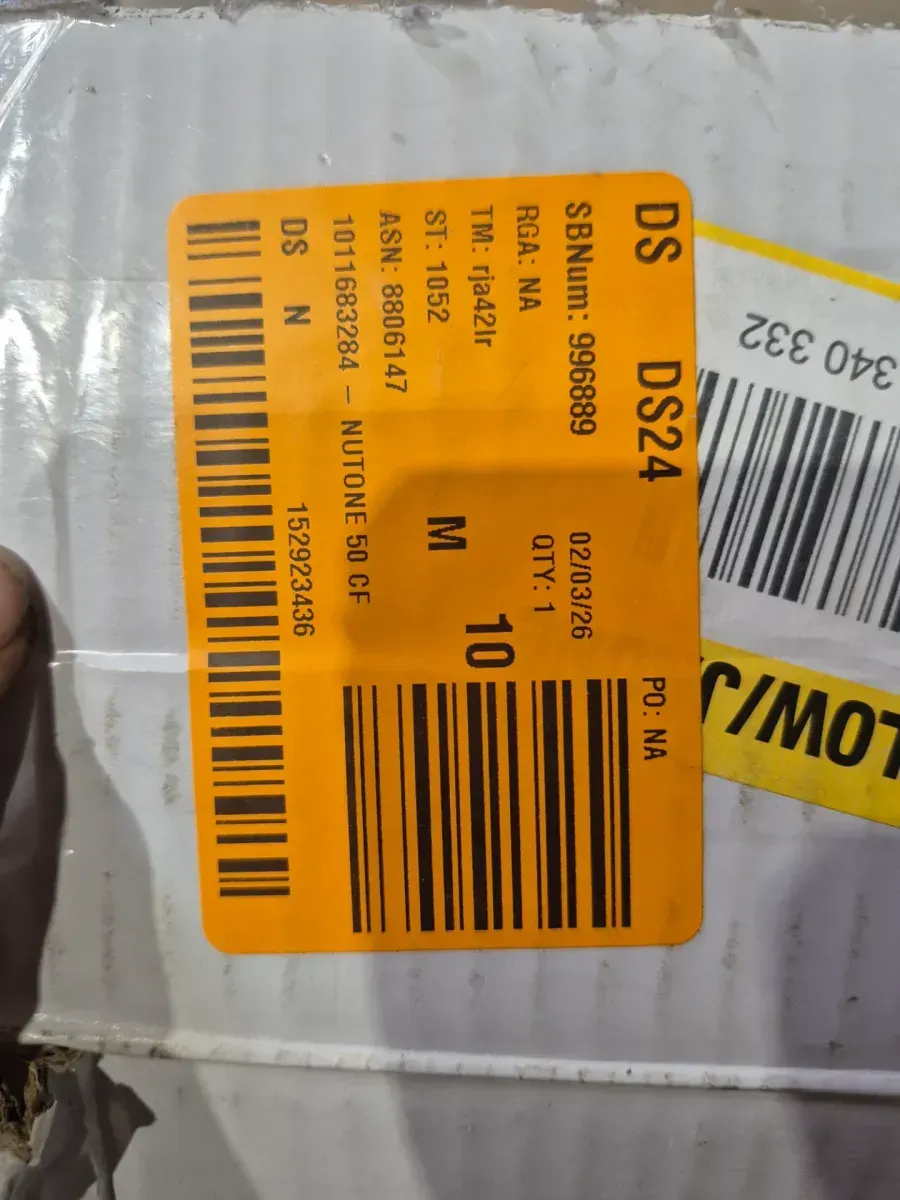 DS DS24 PO: NA
SBNum: 996889 02/03/26
RGA: NA QTY: 1
TM: rja42lr 10
ST: 1052 M
ASN: 8806147
1011683284 - NUTONE 50 CF
DS N 152923436
340 332
LOW/J